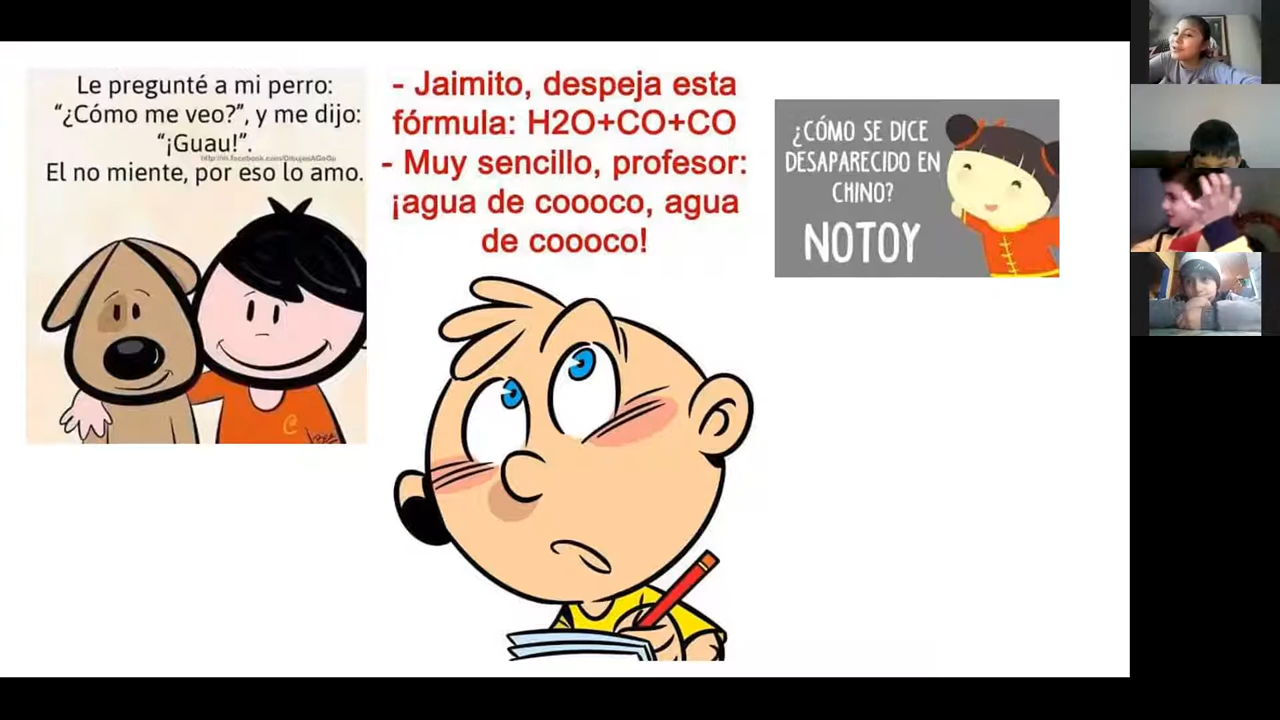 Le pregunté a mi perro:
“¿Cómo me veo?”, y me dijo:
“¡Guau!”.
El no miente, por eso lo amo.
- Jaimito, despeja esta
fórmula: H2O+CO+CO
- Muy sencillo, profesor:
¡agua de coooco, agua
de coooco!
¿CÓMO SE DICE
DESAPARECIDO EN
CHINO?
NOTOY